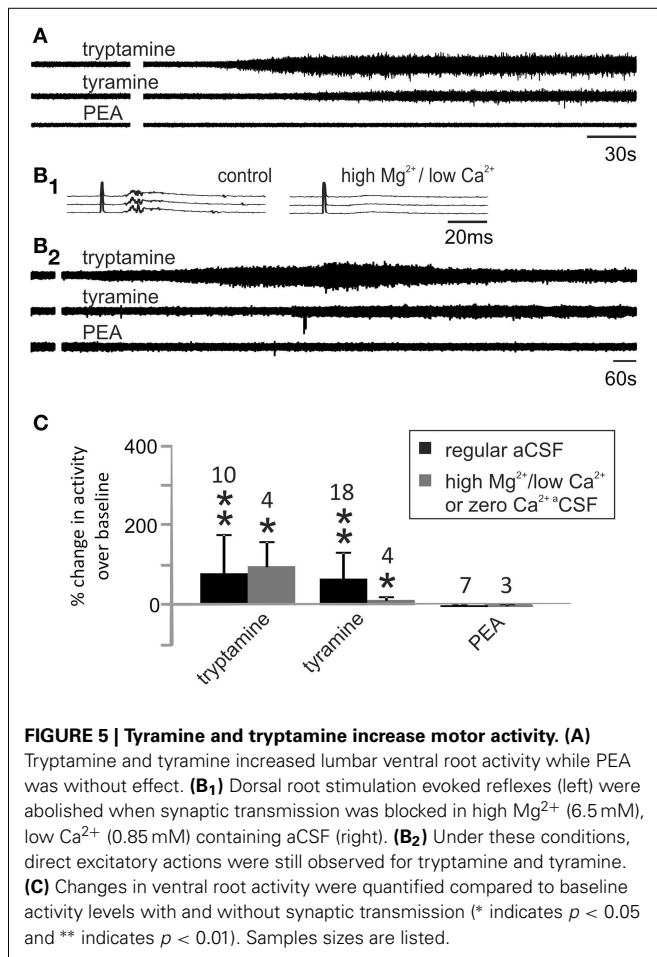 A
tryptamine
tyramine
PEA
30s
B1
control
high Mg2+ / low Ca2+
20ms
B2
tryptamine
tyramine
PEA
60s
C
% change in activity
over baseline
400
200
0
regular aCSF
high Mg2+/low Ca2+
or zero Ca2+ aCSF
10
**
4
*
18
**
4
*
7
3
tryptamine
tyramine
PEA
FIGURE 5 | Tyramine and tryptamine increase motor activity. (A)
Tryptamine and tyramine increased lumbar ventral root activity while PEA
was without effect. (B1) Dorsal root stimulation evoked reflexes (left) were
abolished when synaptic transmission was blocked in high Mg2+ (6.5 mM),
low Ca2+ (0.85 mM) containing aCSF (right). (B2) Under these conditions,
direct excitatory actions were still observed for tryptamine and tyramine.
(C) Changes in ventral root activity were quantified compared to baseline
activity levels with and without synaptic transmission (* indicates p < 0.05
and ** indicates p < 0.01). Samples sizes are listed.